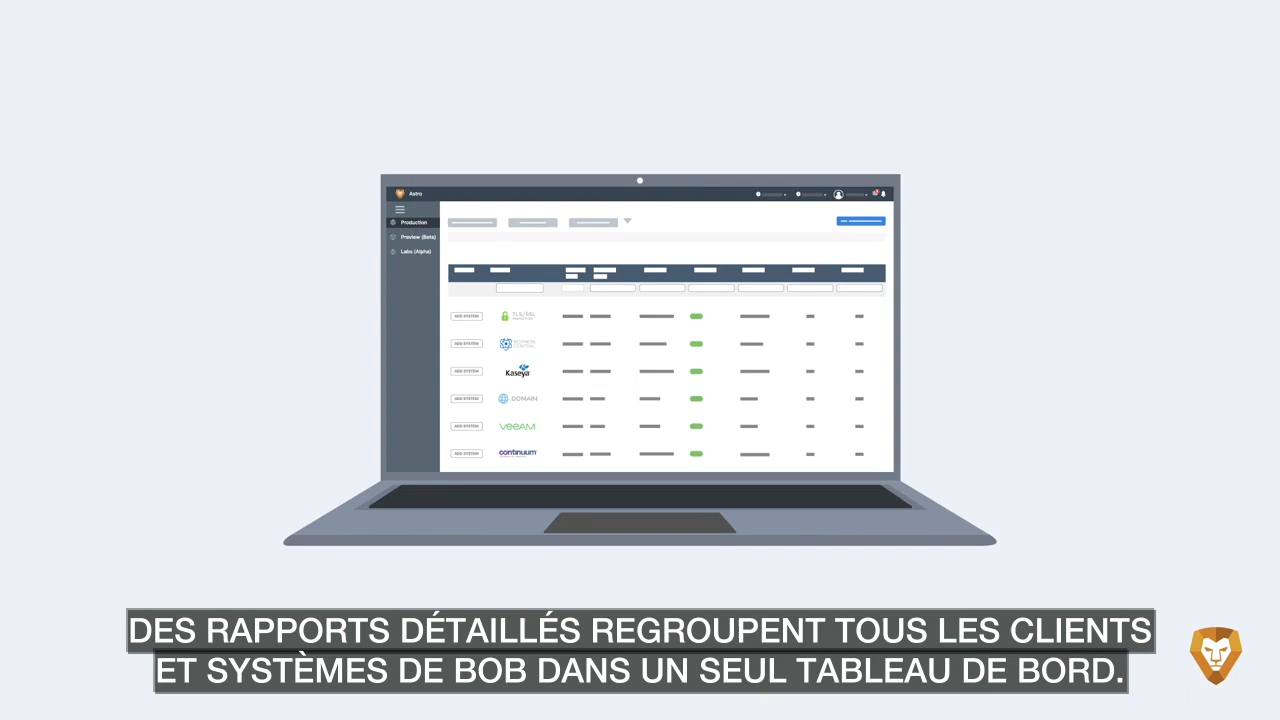 Astro
Production
Preview (Beta)
Labs (Alpha)
ADD SYSTEM TLS/SSL
ADD SYSTEM
ADD SYSTEM Kaseya
ADD SYSTEM DOMAIN
ADD SYSTEM veeam
ADD SYSTEM continuum
DES RAPPORTS DÉTAILLÉS REGROUPENT TOUS LES CLIENTS
ET SYSTÈMES DE BOB DANS UN SEUL TABLEAU DE BORD.